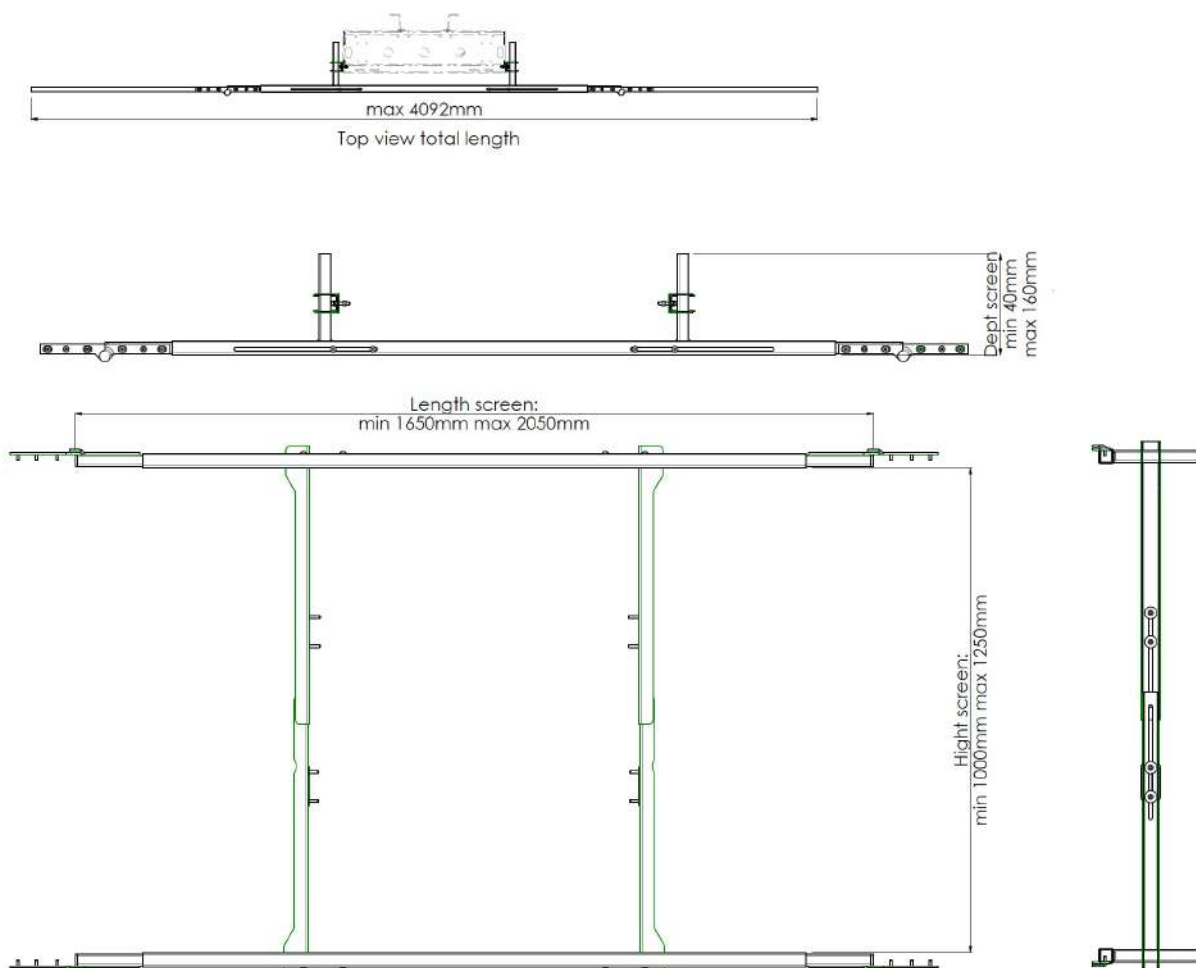 max 4092mm
Top view total length
Dept screen
min 40mm
max 160mm
Length screen:
min 1650mm max 2050mm
Hight screen:
min 1000mm max 1250mm